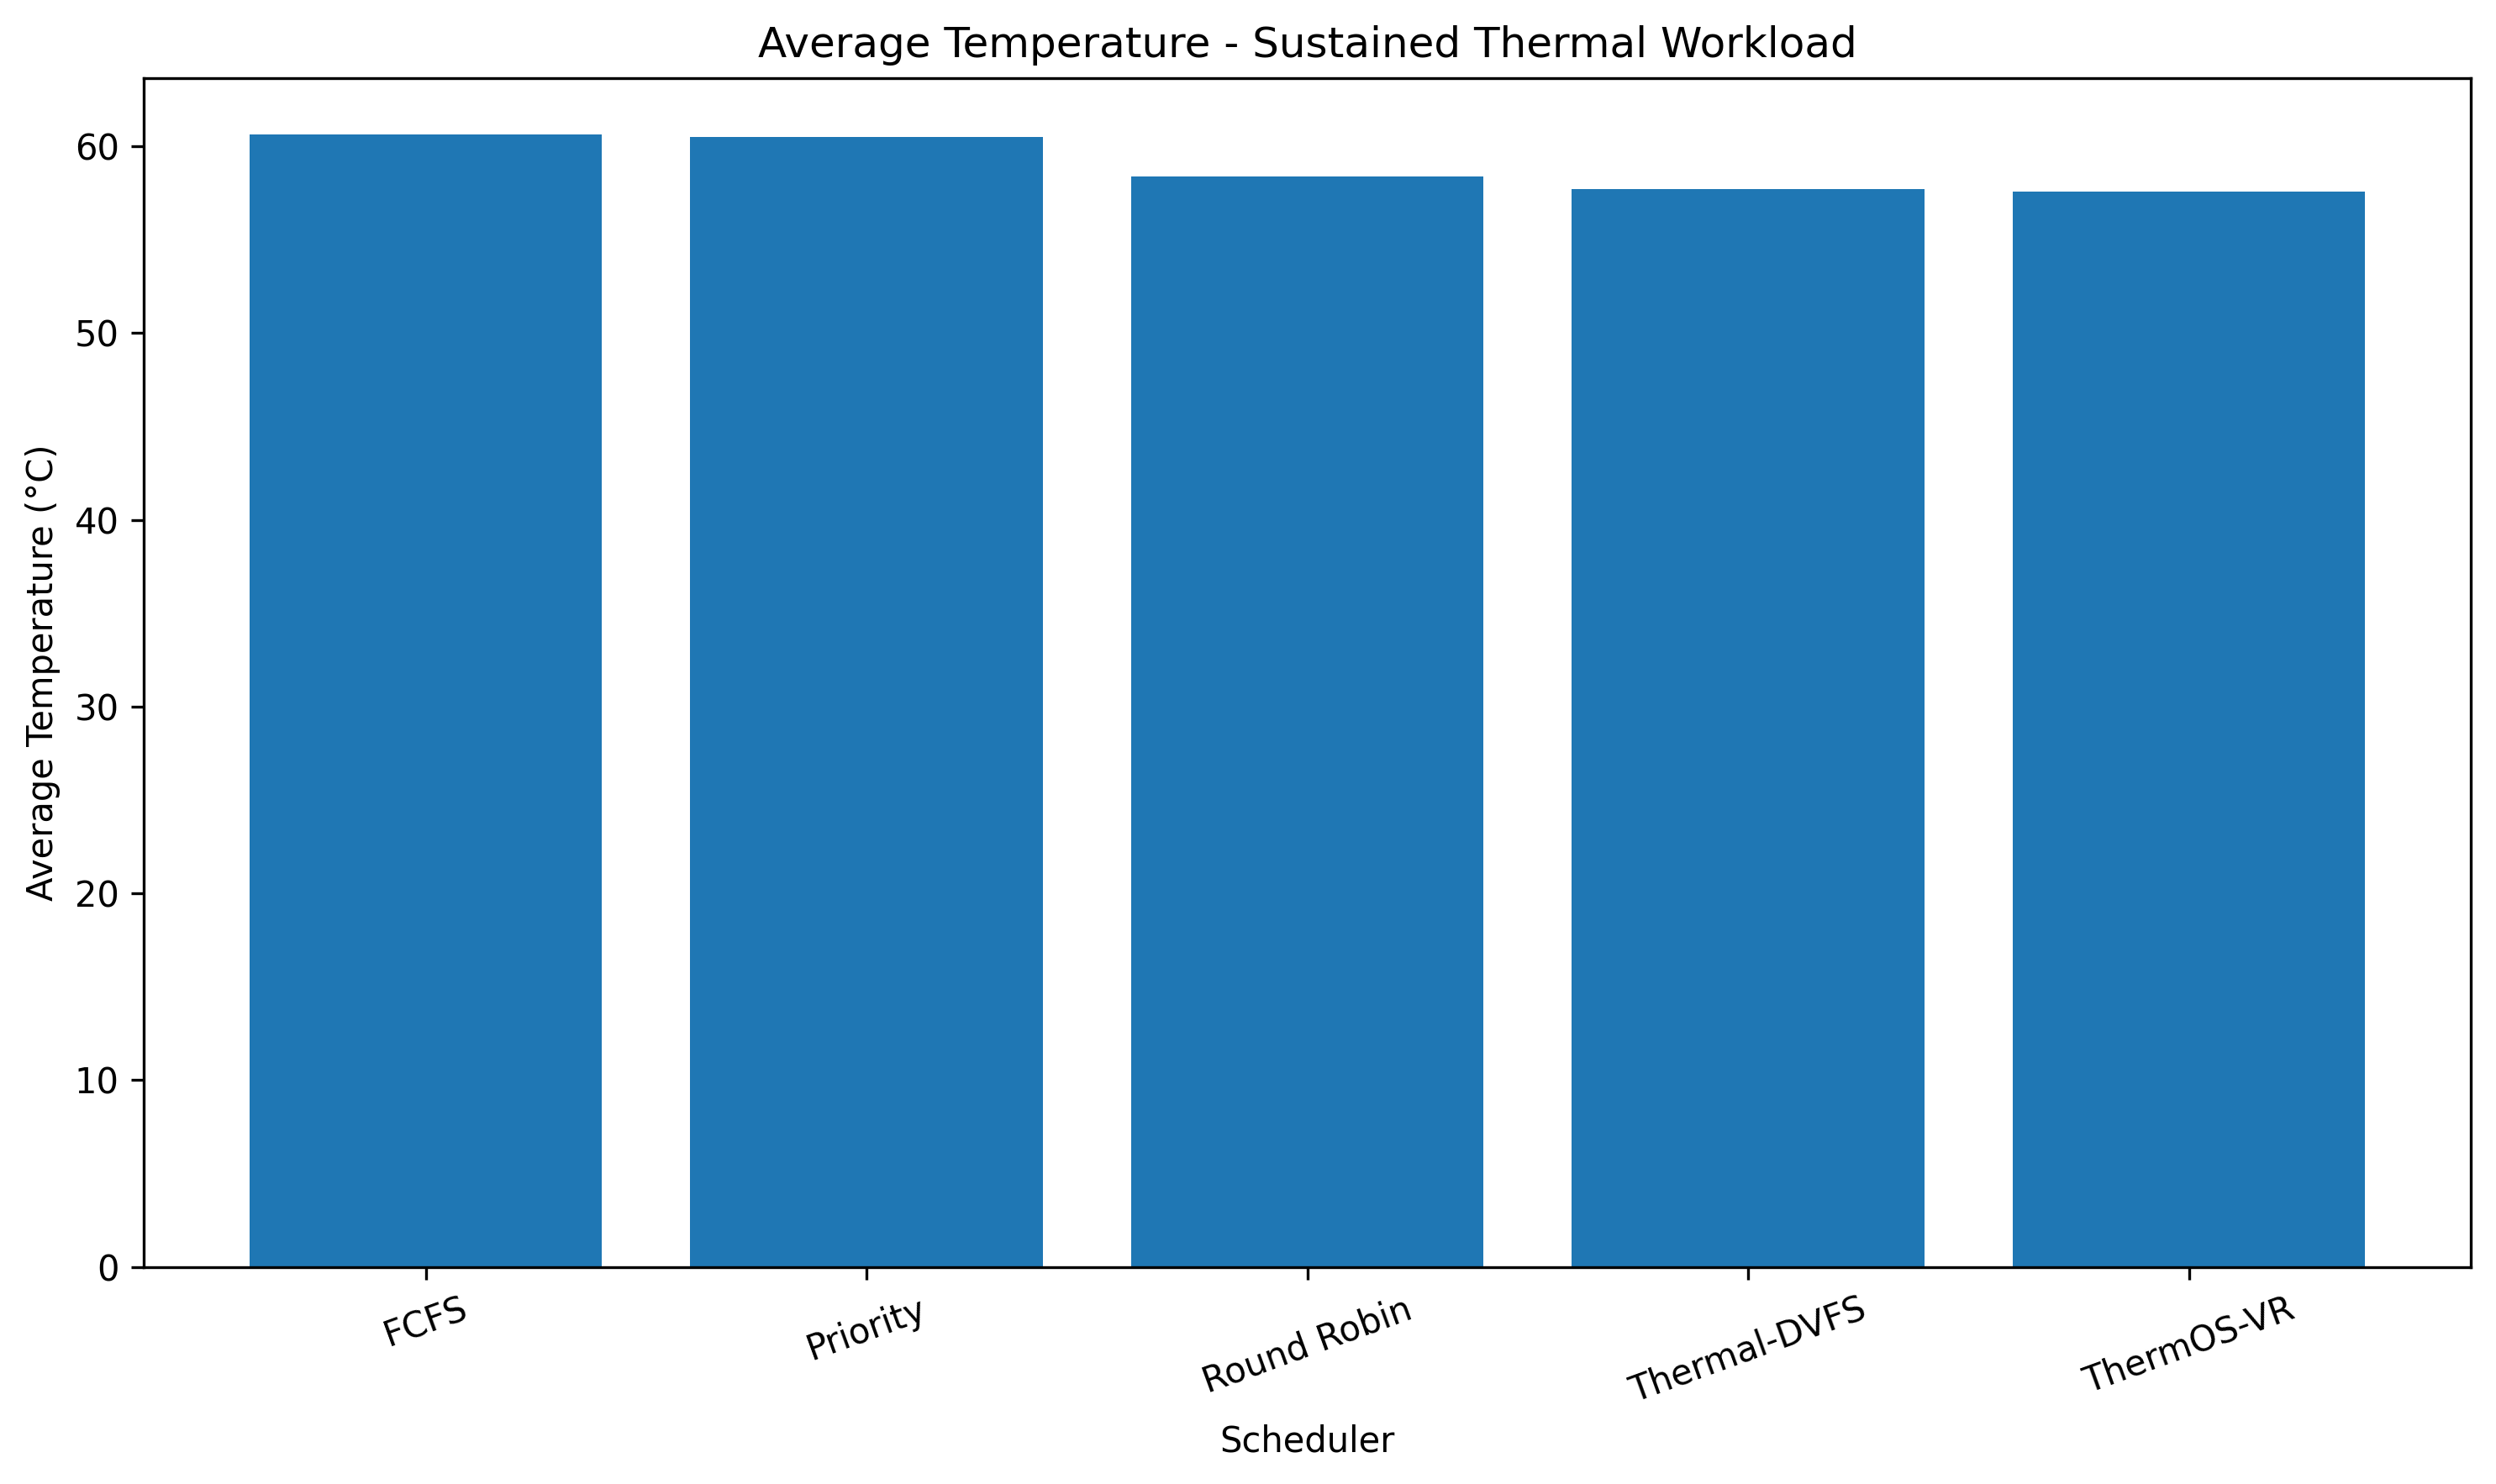 Average Temperature - Sustained Thermal Workload
Average Temperature (°C)
60
50
40
30
20
10
0
FCFS
Priority
Round Robin
Thermal-DVFS
ThermOS-VR
Scheduler